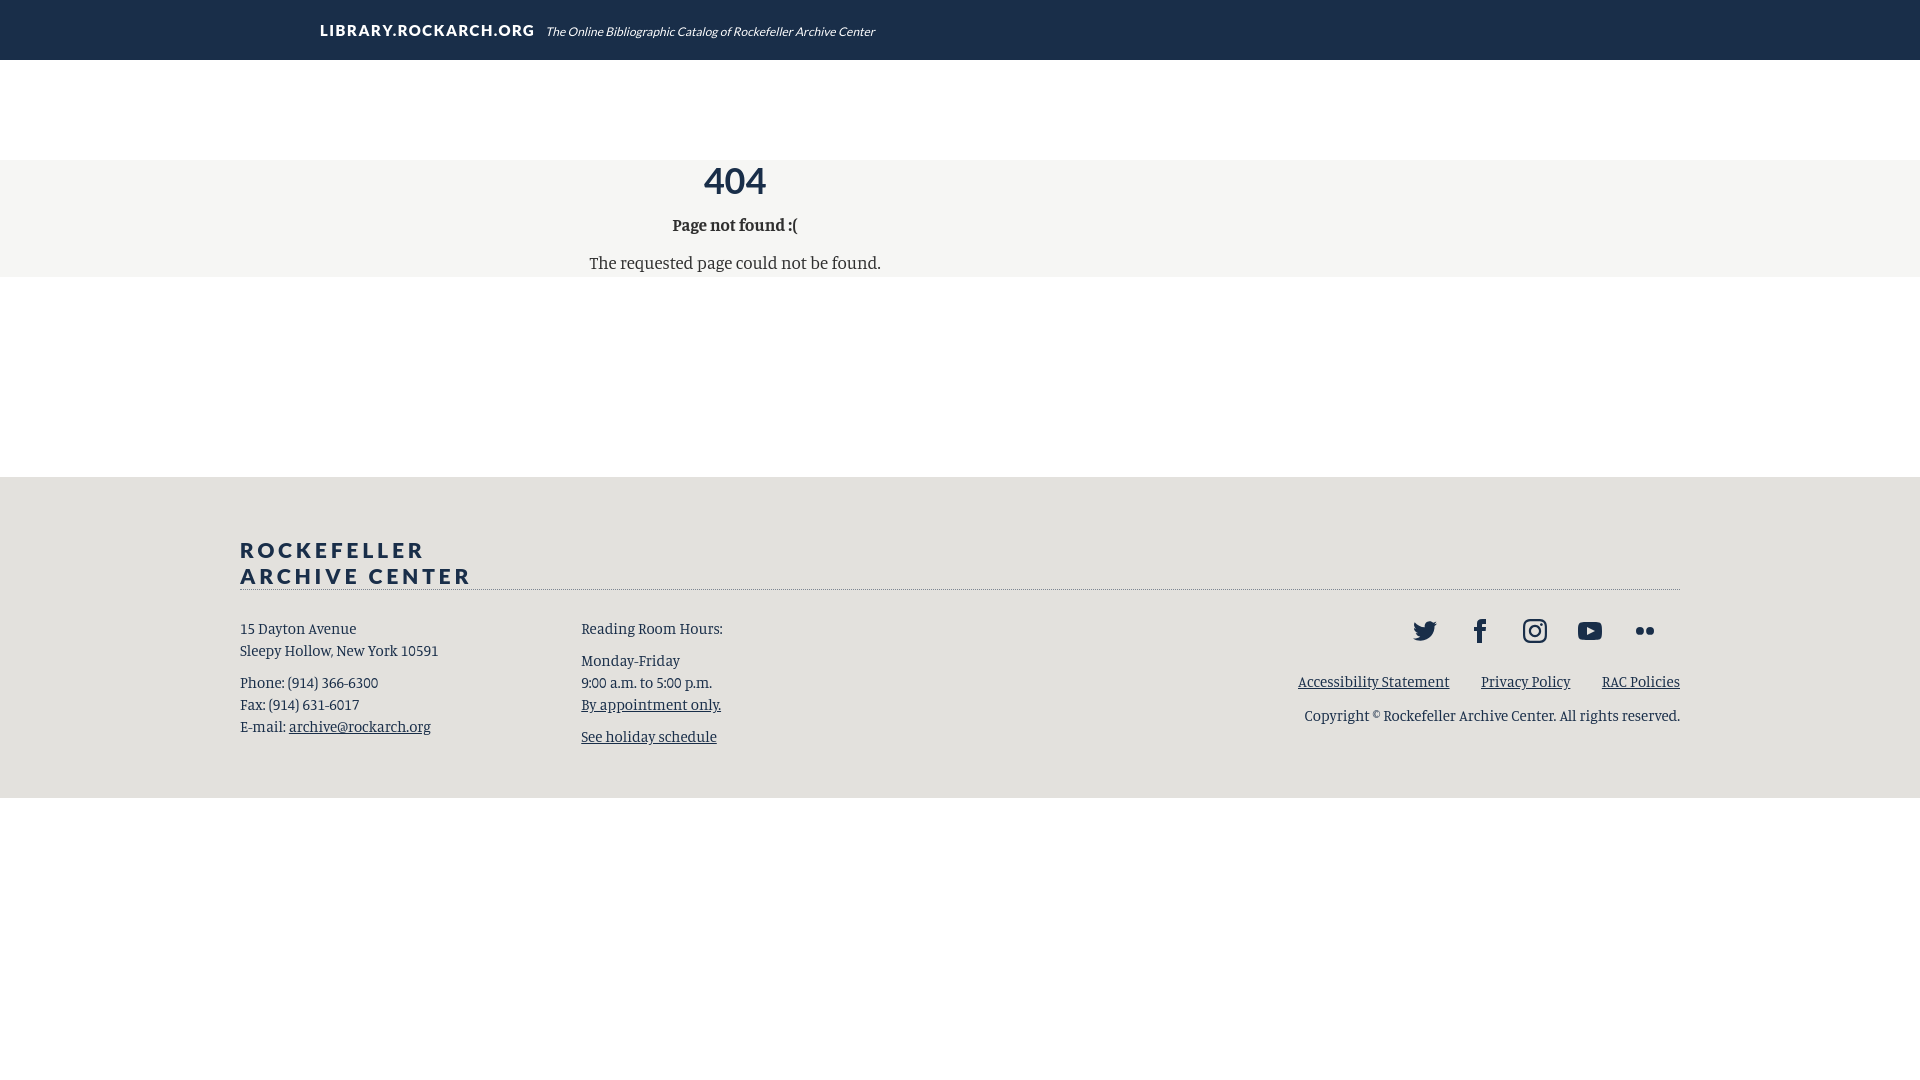 LIBRARY.ROCKARCH.ORG The Online Bibliographic Catalog of Rockefeller Archive Center
404
Page not found :(
The requested page could not be found.
ROCKEFELLER
ARCHIVE CENTER
15 Dayton Avenue
Sleepy Hollow, New York 10591
Phone: (914) 366-6300
Fax: (914) 631-6017
E-mail: archive@rockarch.org
Reading Room Hours:
Monday-Friday
9:00 a.m. to 5:00 p.m.
By appointment only.
See holiday schedule
Accessibility Statement Privacy Policy RAC Policies
Copyright © Rockefeller Archive Center. All rights reserved.